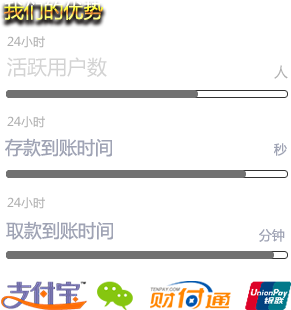 我们的优势
24小时
活跃用户数
人
24小时
存款到账时间
秒
24小时
取款到账时间
分钟
支付宝™
TENPAY.COM
财付通
UnionPay
银联